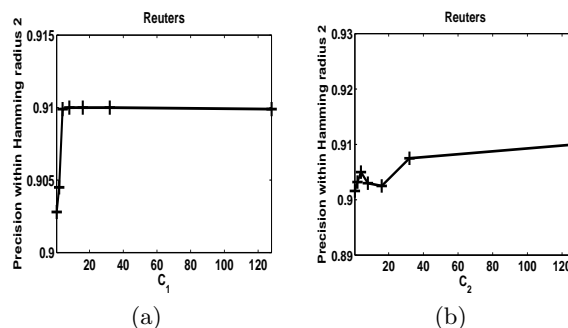 Reuters
Precision within Hamming radius 2
0.915
0.91
0.905
0.9
20 40 60 80 100 120
C1
(a)
Reuters
Precision within Hamming radius 2
0.93
0.92
0.91
0.9
0.89
20 40 60 80 100 120
C2
(b)